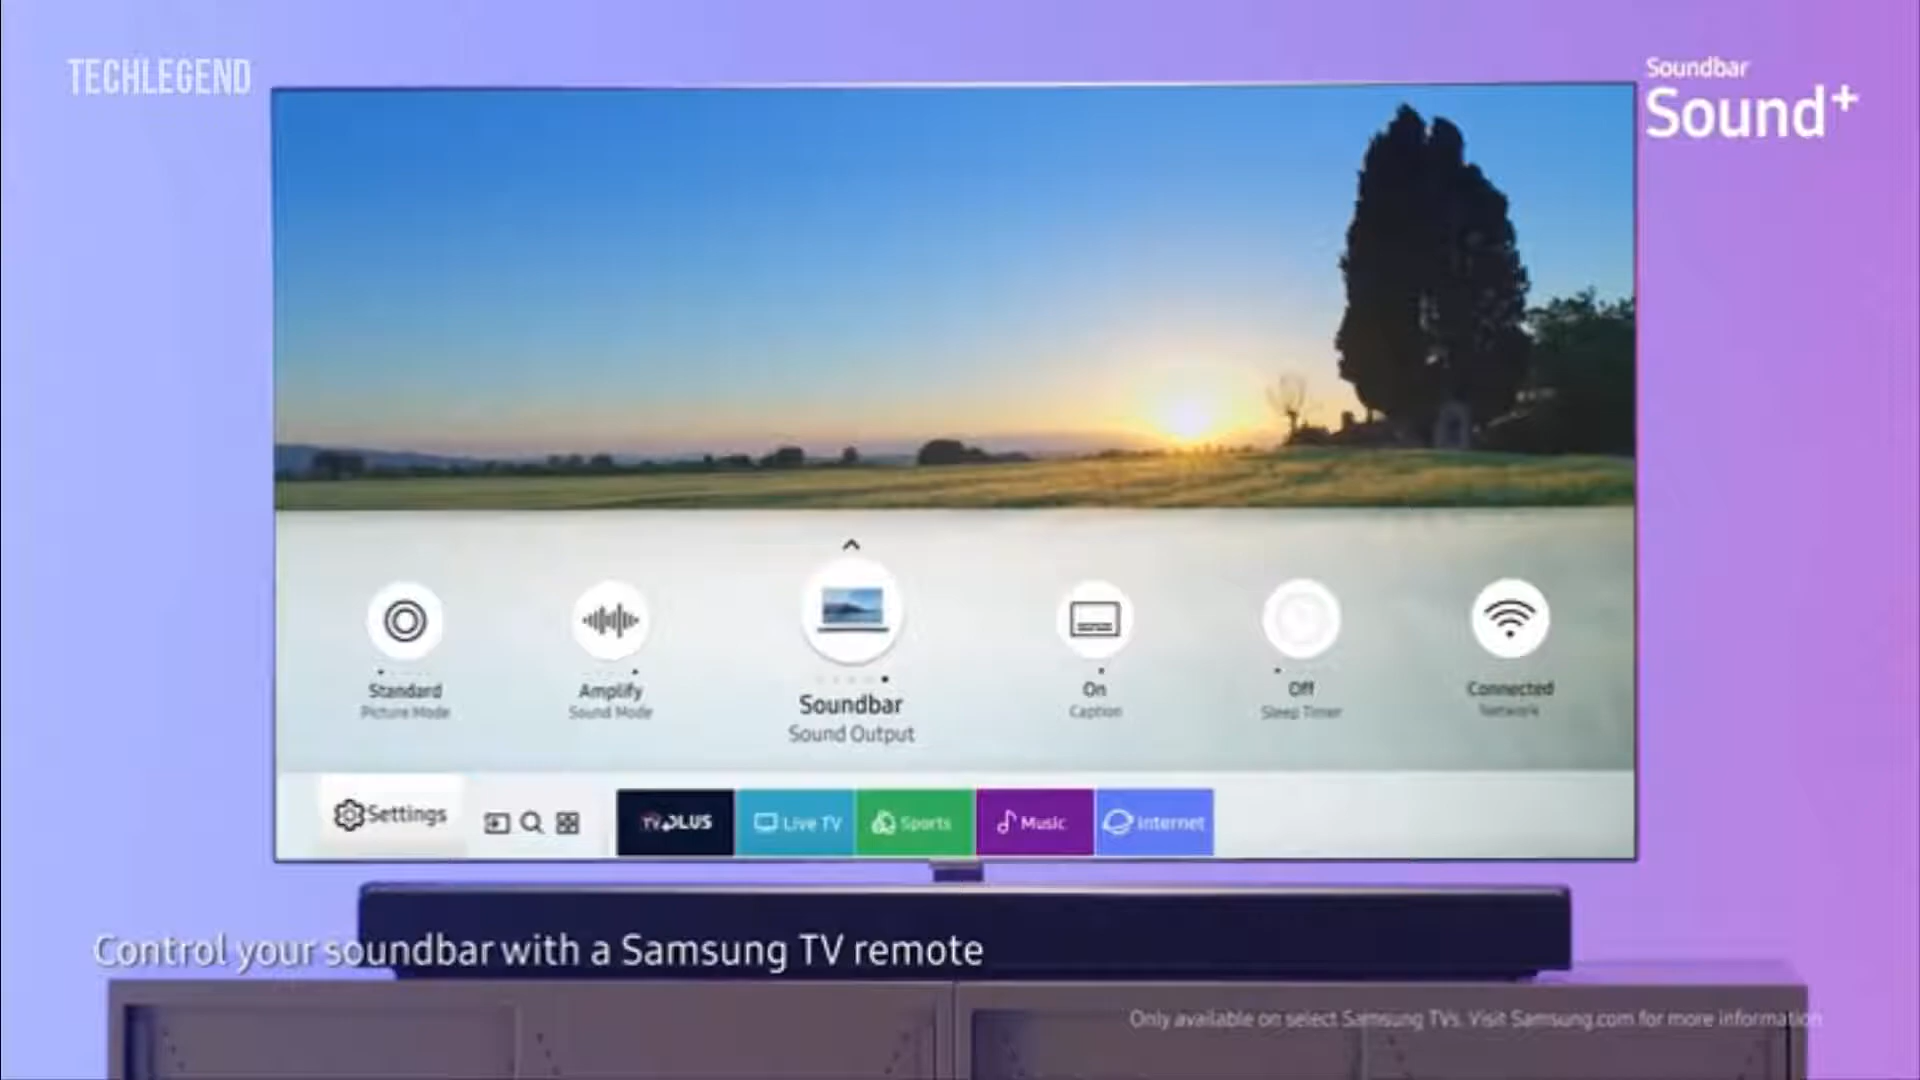 TECHLEGEND
Soundbar
Sound+
Standard
Picture Mode
Amplify
Sound Mode
Soundbar
Sound Output
On
Caption
Off
Sleep Timer
Connected
Network
Settings
TV PLUS
Live TV
Sports
Music
Internet
Control your soundbar with a Samsung TV remote
Only available on select Samsung TVs. Visit Samsung.com for more information